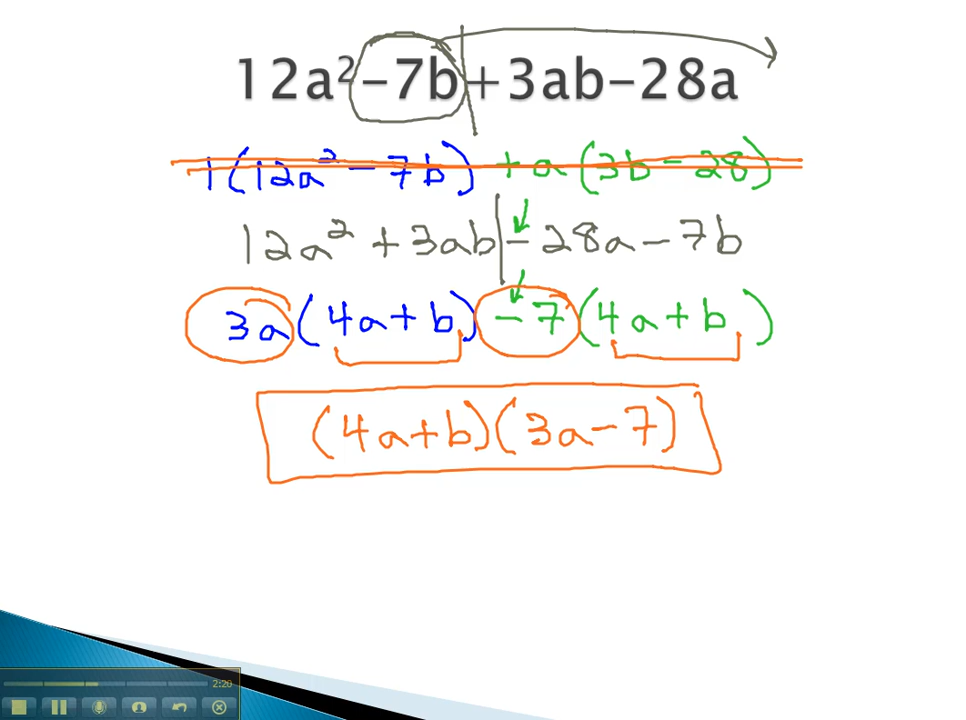 12a²-7b+3ab-28a
1(12a² - 7b) + a(3b - 28)
12a² + 3ab - 28a - 7b
3a(4a+b) - 7(4a+b)
(4a+b)(3a-7)
2:20